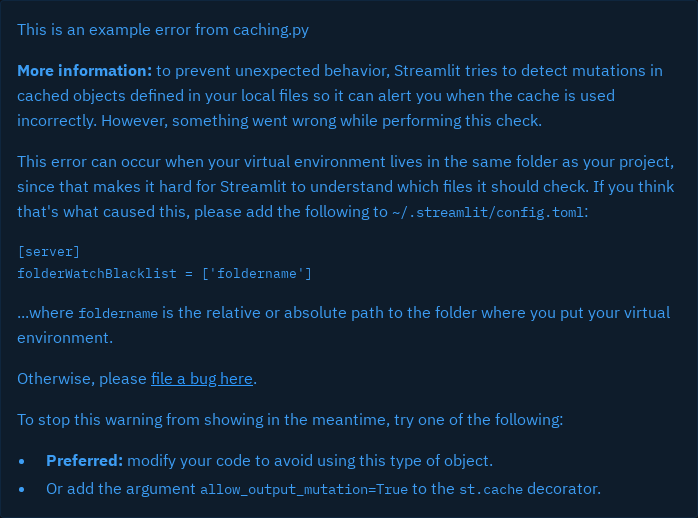 This is an example error from caching.py
More information: to prevent unexpected behavior, Streamlit tries to detect mutations in
cached objects defined in your local files so it can alert you when the cache is used
incorrectly. However, something went wrong while performing this check.
This error can occur when your virtual environment lives in the same folder as your project,
since that makes it hard for Streamlit to understand which files it should check. If you think
that's what caused this, please add the following to ~/.streamlit/config.toml:
[server]
folderWatchBlacklist = ['foldername']
...where foldername is the relative or absolute path to the folder where you put your virtual
environment.
Otherwise, please file a bug here.
To stop this warning from showing in the meantime, try one of the following:
• Preferred: modify your code to avoid using this type of object.
• Or add the argument allow_output_mutation=True to the st.cache decorator.